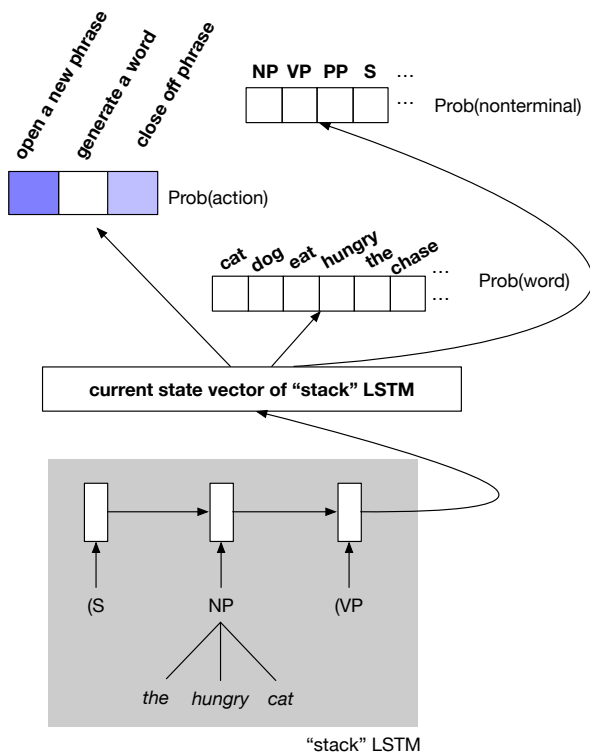 open a new phrase
generate a word
close off phrase
Prob(action)
NP VP PP S ...
... Prob(nonterminal)
cat dog eat hungry the chase ...
... Prob(word)
current state vector of “stack” LSTM
(S NP (VP
the hungry cat
“stack” LSTM